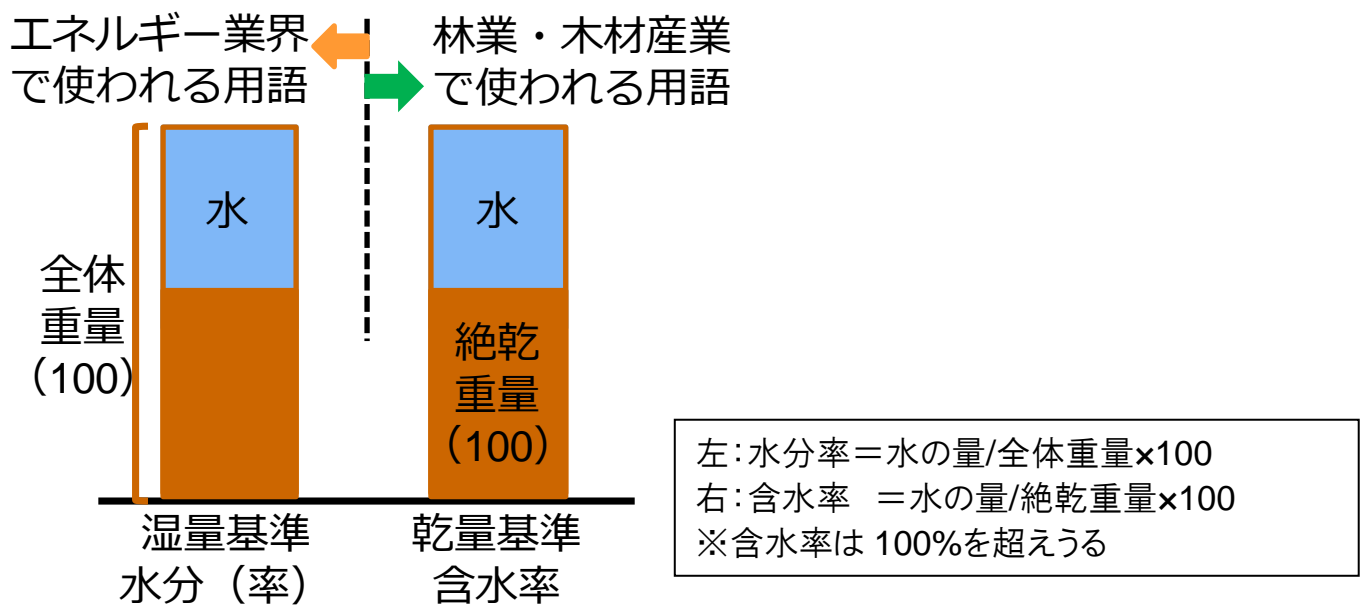 エネルギー業界
で使われる用語
林業・木材産業
で使われる用語
水
水
全体
重量
（100）
絶乾
重量
（100）
湿量基準
水分（率）
乾量基準
含水率
左：水分率＝水の量/全体重量×100
右：含水率　＝水の量/絶乾重量×100
※含水率は 100%を超えうる